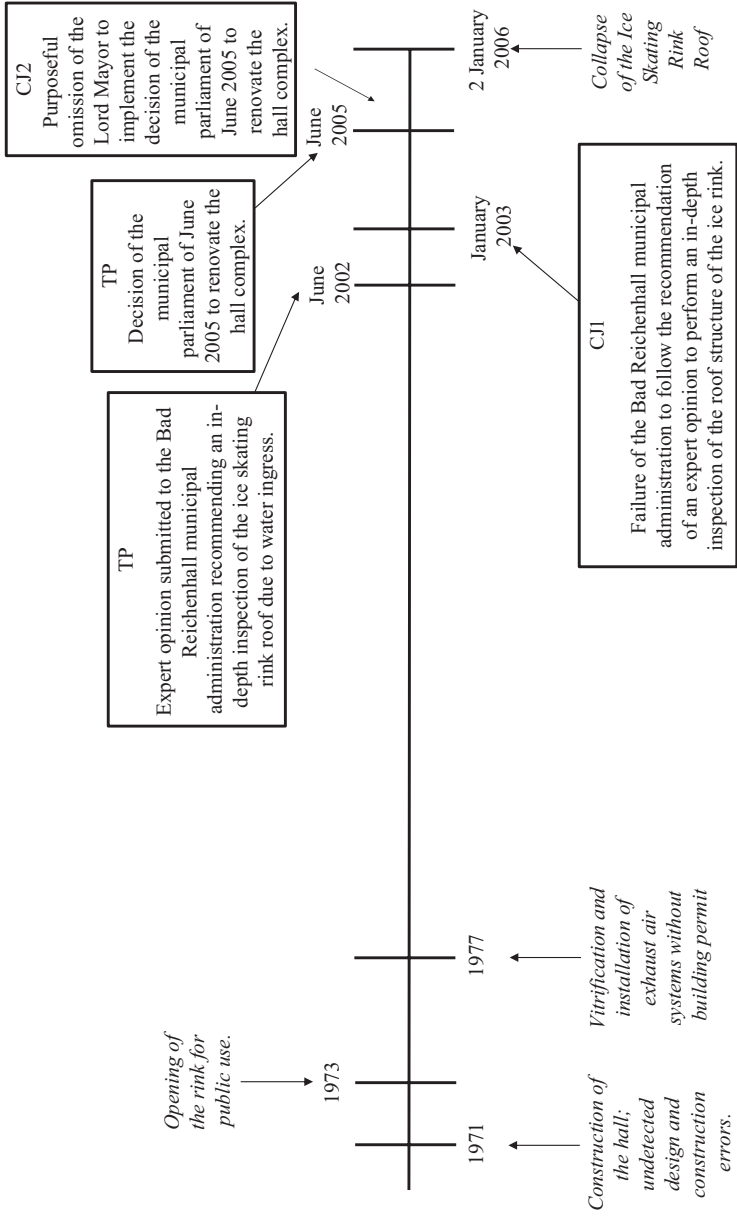 Opening of
the rink for
public use.
TP
Expert opinion submitted to the Bad
Reichenhall municipal
administration recommending an in-
depth inspection of the ice skating
rink roof due to water ingress.
TP
Decision of the
municipal
parliament of June
2005 to renovate the
hall complex.
CJ2
Purposeful
omission of the
Lord Mayor to
implement the
decision of the
municipal
parliament of
June 2005 to
renovate the
hall complex.
1973
June
2002
June
2005
1971
1977
January
2003
2 January
2006
Construction of
the hall;
undetected
design and
construction
errors.
Vitrification and
installation of
exhaust air
systems without
building permit
CJ1
Failure of the Bad Reichenhall municipal
administration to follow the recommendation
of an expert opinion to perform an in-depth
inspection of the roof structure of the ice rink.
Collapse
of the Ice
Skating
Rink
Roof